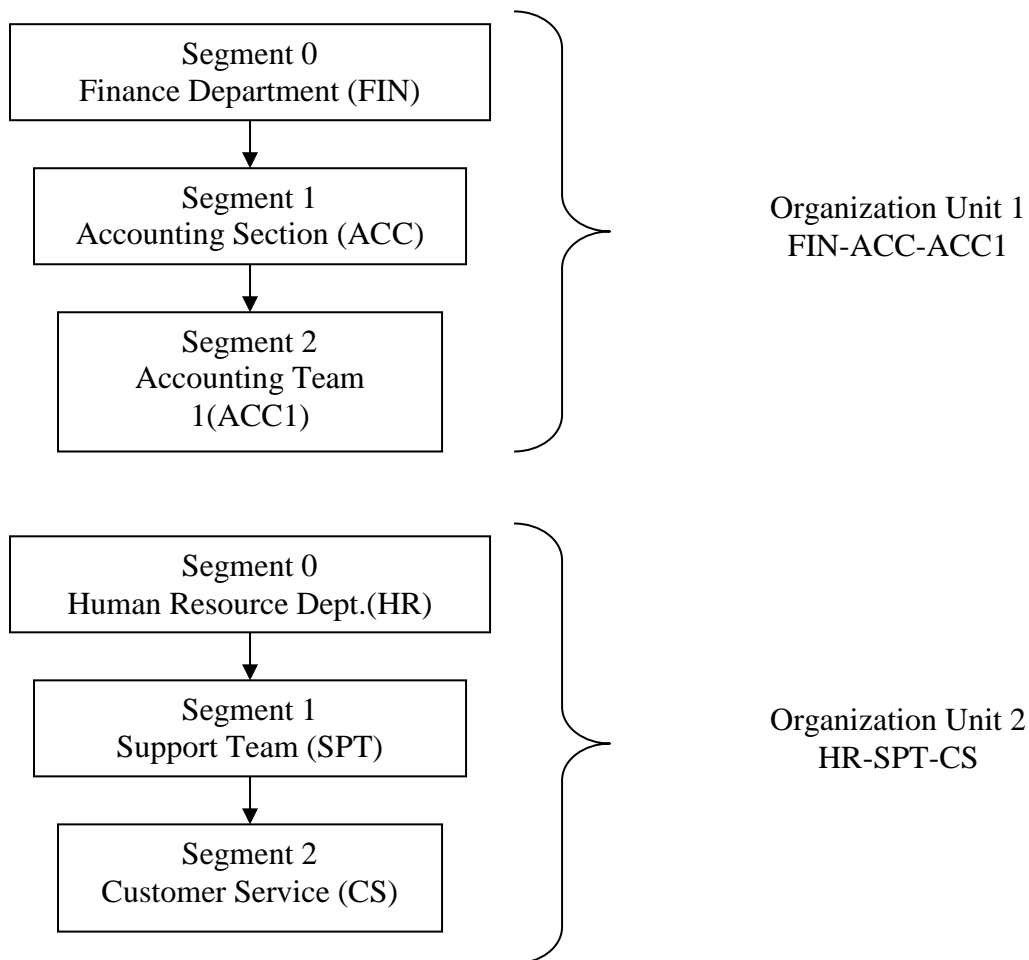 Segment 0
Finance Department (FIN)
Segment 1
Accounting Section (ACC)
Segment 2
Accounting Team
1(ACC1)
Organization Unit 1
FIN-ACC-ACC1
Segment 0
Human Resource Dept.(HR)
Segment 1
Support Team (SPT)
Segment 2
Customer Service (CS)
Organization Unit 2
HR-SPT-CS